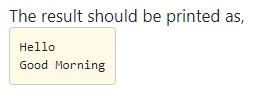 The result should be printed as,
Hello
Good Morning